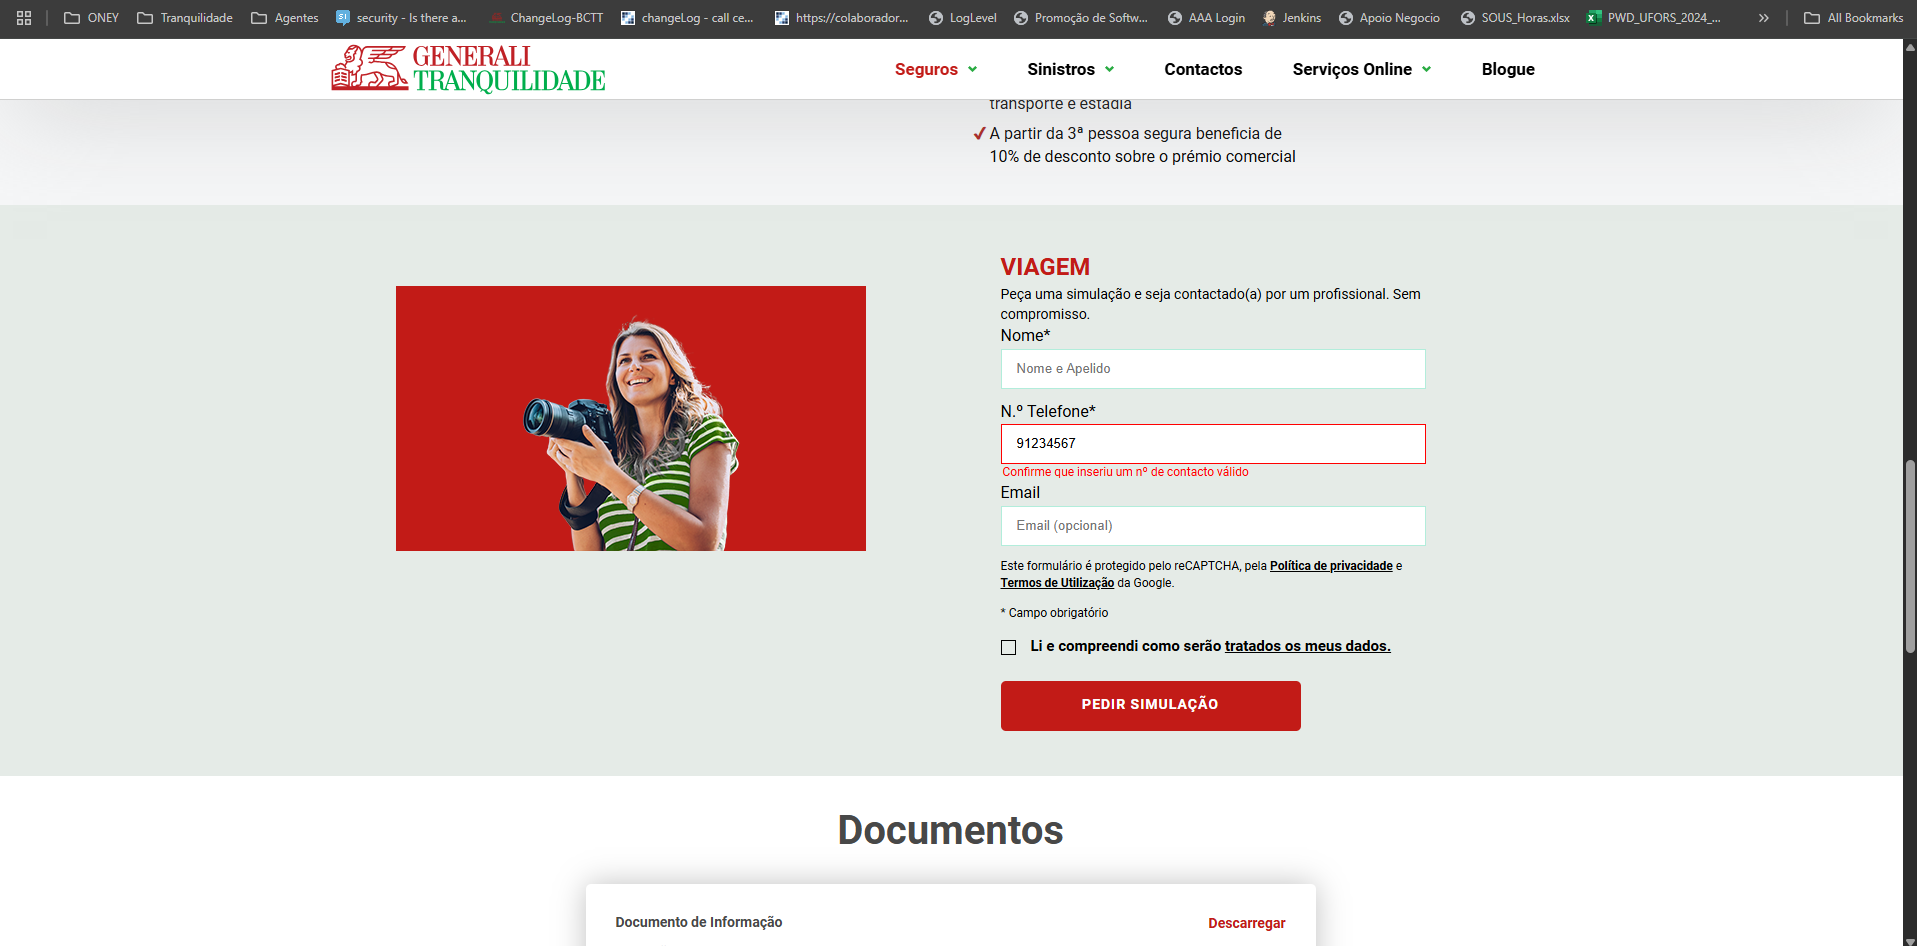 ONEY
Tranquilidade
Agentes
security - Is there a...
ChangeLog-BCTT
changeLog - call ce...
https://colaborador...
LogLevel
Promoção de Softw...
AAA Login
Jenkins
Apoio Negocio
SOUS_Horas.xlsx
PWD_UFORS_2024_...
All Bookmarks
GENERALI
TRANQUILIDADE
Seguros
Sinistros
Contactos
Serviços Online
Blogue
transporte e estadia
A partir da 3ª pessoa segura beneficia de
10% de desconto sobre o prémio comercial
VIAGEM
Peça uma simulação e seja contactado(a) por um profissional. Sem
compromisso.
Nome*
Nome e Apelido
N.º Telefone*
91234567
Confirme que inseriu um nº de contacto válido
Email
Email (opcional)
Este formulário é protegido pelo reCAPTCHA, pela Política de privacidade e
Termos de Utilização da Google.
* Campo obrigatório
Li e compreendi como serão tratados os meus dados.
PEDIR SIMULAÇÃO
Documentos
Documento de Informação
Descarregar